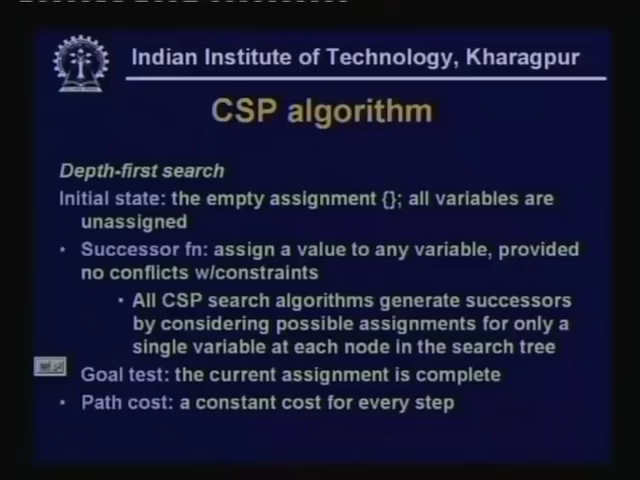 Indian Institute of Technology, Kharagpur
CSP algorithm
Depth-first search
Initial state: the empty assignment {}; all variables are
unassigned
• Successor fn: assign a value to any variable, provided
no conflicts w/constraints
• All CSP search algorithms generate successors
by considering possible assignments for only a
single variable at each node in the search tree
Goal test: the current assignment is complete
• Path cost: a constant cost for every step